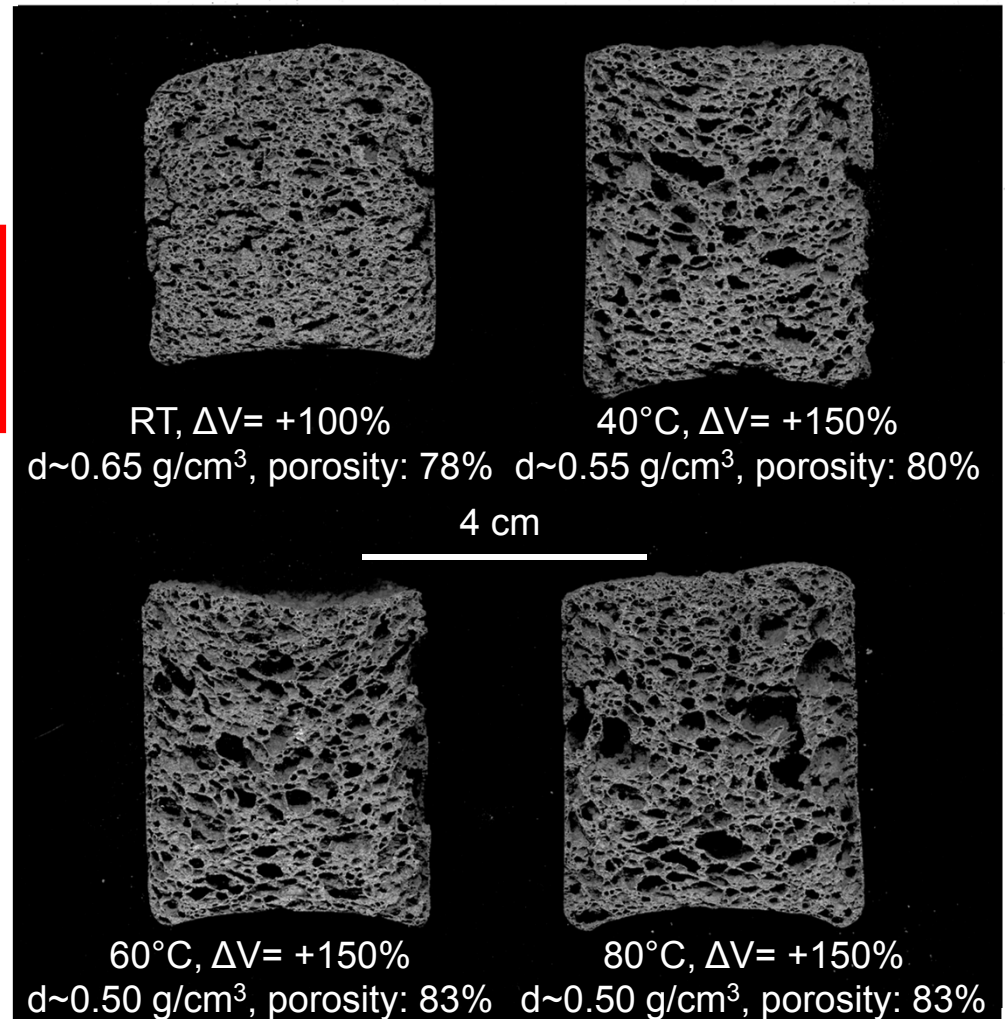 RT, ΔV= +100%
d~0.65 g/cm³, porosity: 78%
40°C, ΔV= +150%
d~0.55 g/cm³, porosity: 80%
4 cm
60°C, ΔV= +150%
d~0.50 g/cm³, porosity: 83%
80°C, ΔV= +150%
d~0.50 g/cm³, porosity: 83%